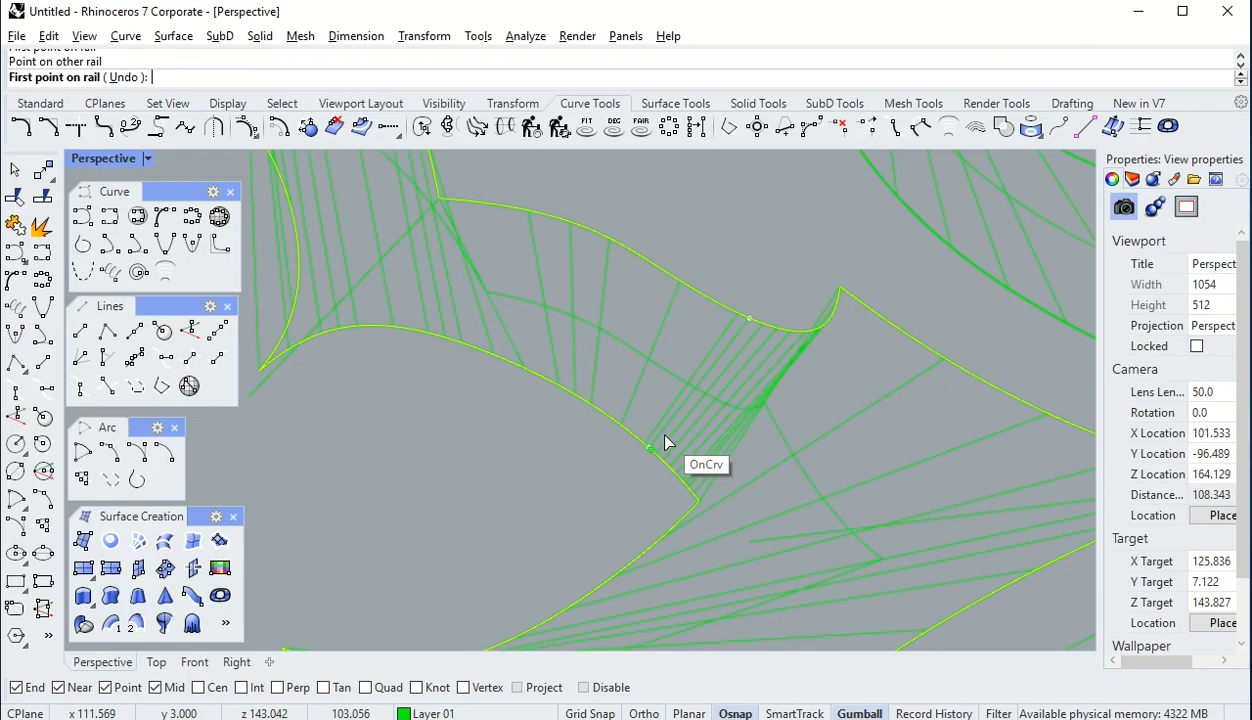 Untitled - Rhinoceros 7 Corporate - [Perspective]
File Edit View Curve Surface SubD Solid Mesh Dimension Transform Tools Analyze Render Panels Help
First point on rail
Point on other rail
First point on rail ( Undo ):
Standard CPlanes Set View Display Select Viewport Layout Visibility Transform Curve Tools Surface Tools Solid Tools SubD Tools Mesh Tools Render Tools Drafting New in V7
FIT DEG FAIR
Perspective
Properties: View properties
Curve
Viewport
Title Perspect
Width 1054
Height 512
Lines
Projection Perspect
Locked
Camera
Lens Len... 50.0
Rotation 0.0
Arc
X Location 101.533
Y Location -96.489
OnCrv
Z Location 164.129
Distance... 108.343
Surface Creation
Location Place
Target
X Target 125.836
Y Target 7.122
Z Target 143.827
Location Place
Wallpaper
Perspective Top Front Right
End Near Point Mid Cen Int Perp Tan Quad Knot Vertex Project Disable
CPlane x 111.569 y 3.000 z 143.042 103.056 Layer 01 Grid Snap Ortho Planar Osnap SmartTrack Gumball Record History Filter Available physical memory: 4322 MB